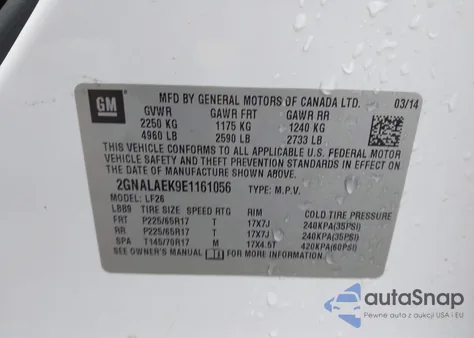 GM
MFD BY GENERAL MOTORS OF CANADA LTD. 03/14
GVWR GAWR FRT GAWR RR
2250 KG 1175 KG 1240 KG
4960 LB 2590 LB 2733 LB
THIS VEHICLE CONFORMS TO ALL APPLICABLE U.S. FEDERAL MOTOR
VEHICLE SAFETY AND THEFT PREVENTION STANDARDS IN EFFECT ON
THE DATE OF MANUFACTURE SHOWN ABOVE.
2GNALAEK9E1161056 TYPE: M.P.V.
MODEL: LF26
LBB9 TIRE SIZE SPEED RTG RIM COLD TIRE PRESSURE
FRT P225/65R17 T 17X7J 240KPA(35PSI)
RR P225/65R17 T 17X7J 240KPA(35PSI)
SPA T145/70R17 M 17X4.5T 420KPA(60PSI)
SEE OWNER'S MANUAL FOR MORE INFORMATION.
autaSnap
Pewne auta z dojazdem z USA i EU